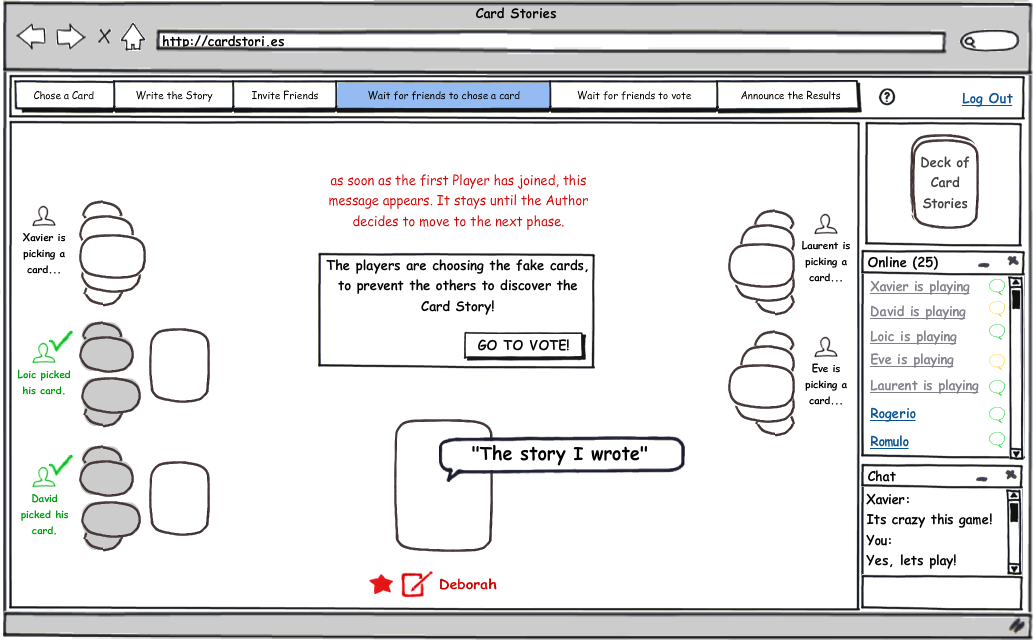 Card Stories
http://cardstori.es
Chose a Card
Write the Story
Invite Friends
Wait for friends to chose a card
Wait for friends to vote
Announce the Results
?
Log Out
as soon as the first Player has joined, this
message appears. It stays until the Author
decides to move to the next phase.
The players are choosing the fake cards,
to prevent the others to discover the
Card Story!
GO TO VOTE!
Xavier is
picking a
card...
Loic picked
his card.
David
picked his
card.
Laurent is
picking a
card...
Eve is
picking a
card...
"The story I wrote"
Deborah
Deck of
Card
Stories
Online (25)
Xavier is playing
David is playing
Loic is playing
Eve is playing
Laurent is playing
Rogerio
Romulo
Chat
Xavier:
Its crazy this game!
You:
Yes, lets play!